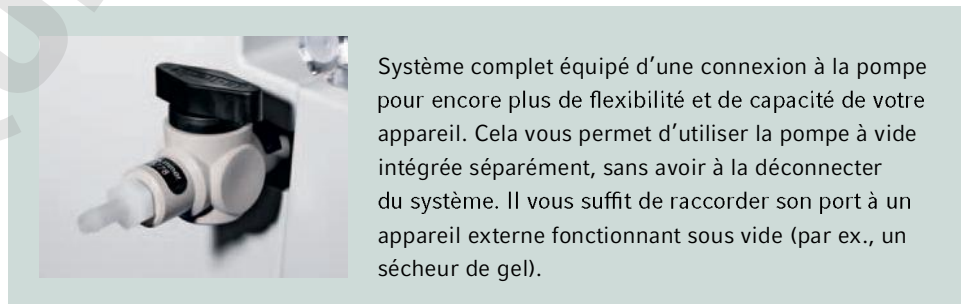 Système complet équipé d’une connexion à la pompe
pour encore plus de flexibilité et de capacité de votre
appareil. Cela vous permet d’utiliser la pompe à vide
intégrée séparément, sans avoir à la déconnecter
du système. Il vous suffit de raccorder son port à un
appareil externe fonctionnant sous vide (par ex., un
sécheur de gel).